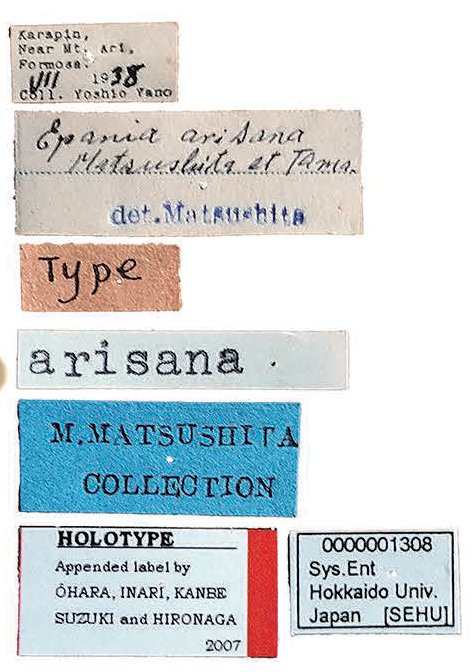 Karapin,
Near Mt. Ari,
Formosa.
VII 1938
Coll. Yoshio Yano
Epania arisana
Matsushita et Tama.
det.Matsushita
Type
arisana .
M.MATSUSHITA
COLLECTION
HOLOTYPE
Appended label by
ÔHARA, INARI, KANBE
SUZUKI and HIRONAGA
2007
0000001308
Sys.Ent
Hokkaido Univ.
Japan [SEHU]